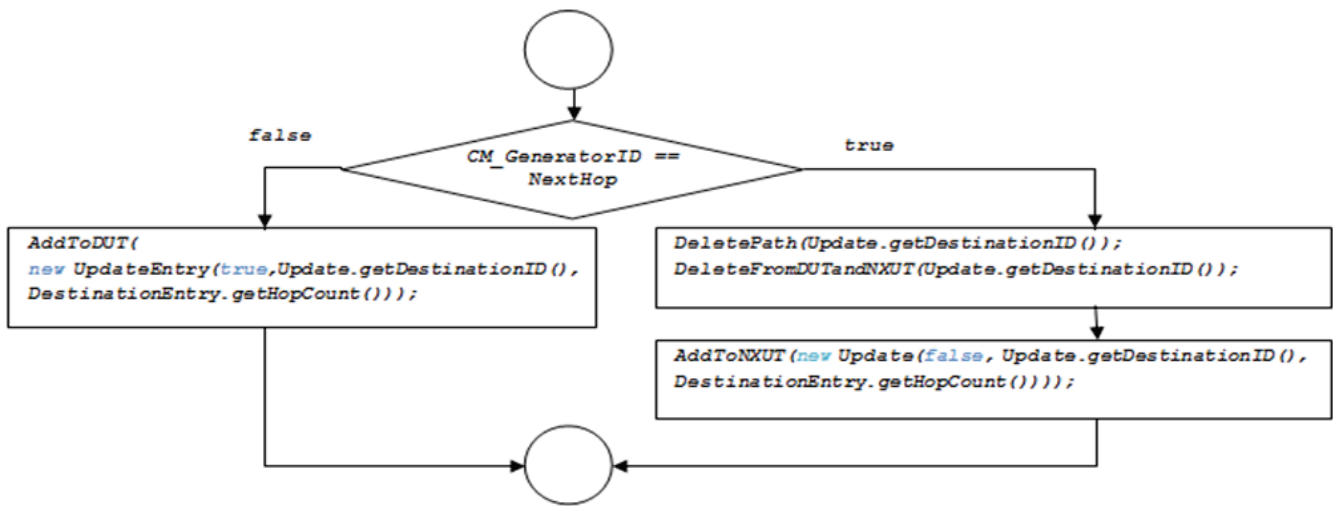 false
true
CM_GeneratorID ==
NextHop
AddToDUT(
new UpdateEntry(true,Update.getDestinationID(),
DestinationEntry.getHopCount()));
DeletePath(Update.getDestinationID());
DeleteFromDUTandNXUT(Update.getDestinationID());
AddToNXUT(new Update(false, Update.getDestinationID(),
DestinationEntry.getHopCount())));